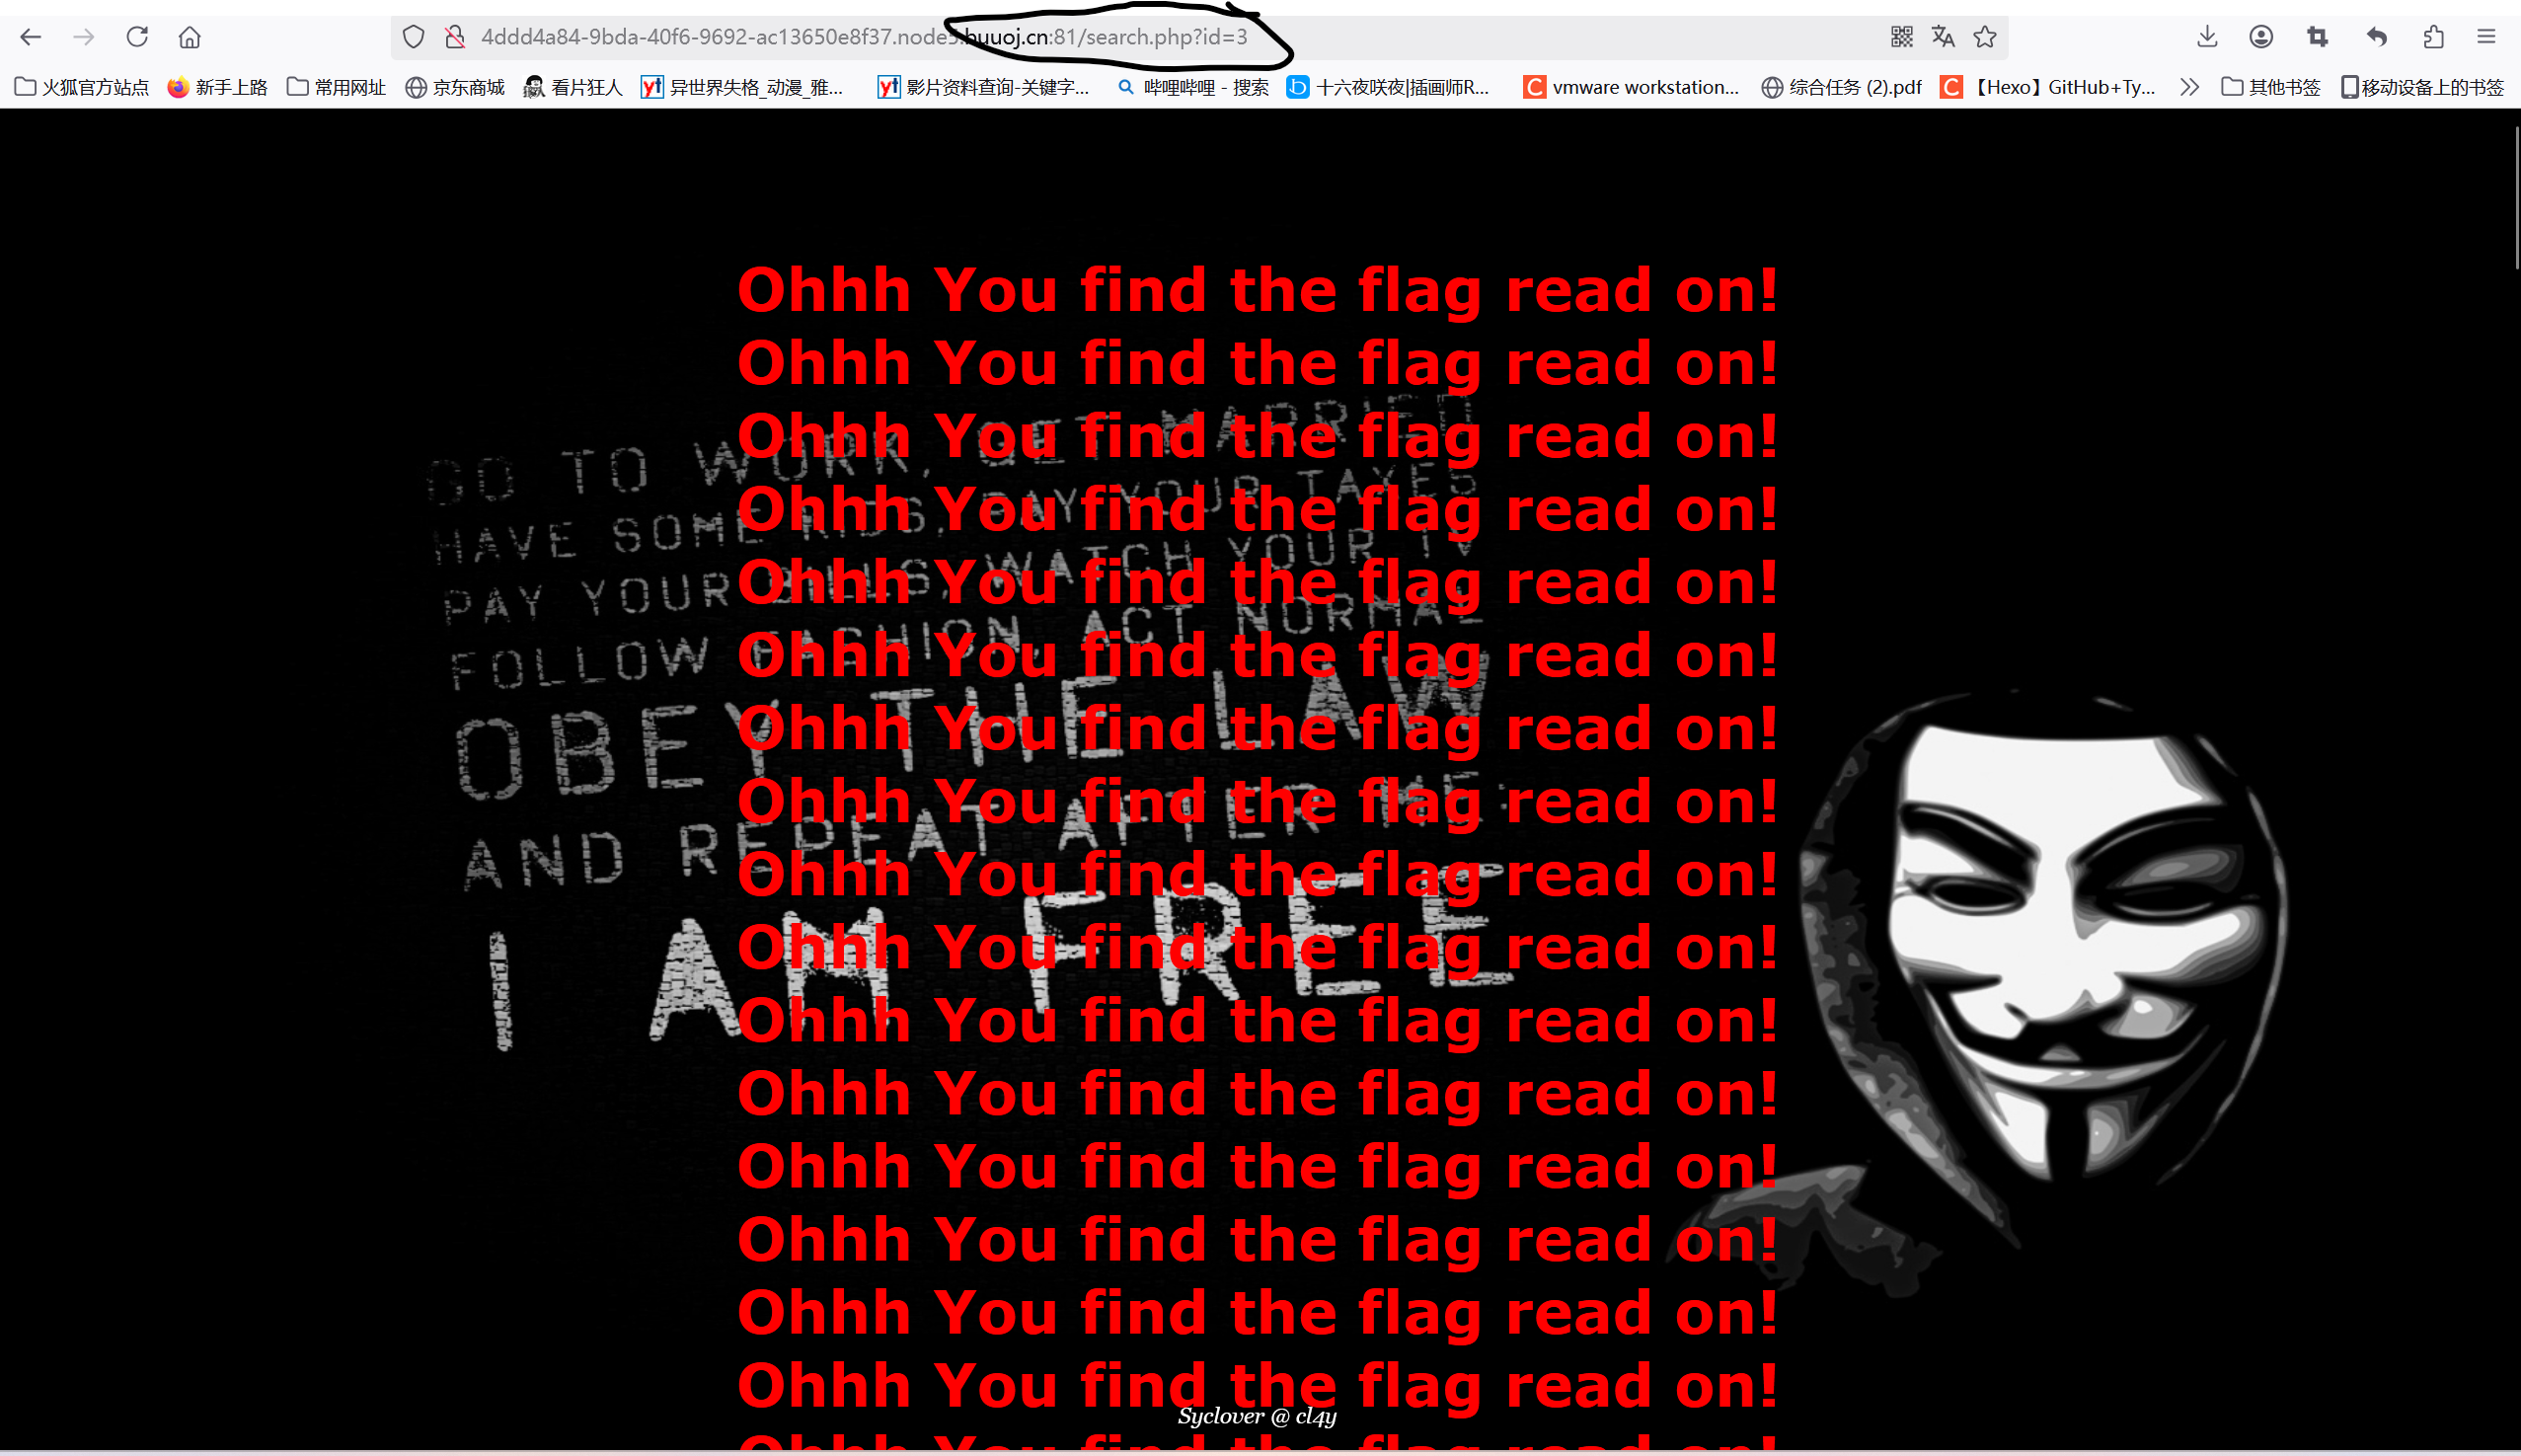 4ddd4a84-9bda-40f6-9692-ac13650e8f37.node5.buuoj.cn:81/search.php?id=3
火狐官方站点 新手上路 常用网址 京东商城 看片狂人 yt 异世界失格_动漫_雅... yt 影片资料查询-关键字... 哔哩哔哩 - 搜索 十六夜咲夜|插画师R... C vmware workstation... 综合任务 (2).pdf C 【Hexo】GitHub+Ty... 其他书签 移动设备上的书签
Ohhh You find the flag read on!
Ohhh You find the flag read on!
GO TO WORK, GET MARRIED
Ohhh You find the flag read on!
HAVE SOME KIDS, PAY YOUR TAXES
Ohhh You find the flag read on!
PAY YOUR BILLS, WATCH YOUR TV
Ohhh You find the flag read on!
FOLLOW FASHION, ACT NORMAL
Ohhh You find the flag read on!
OBEY THE LAW
Ohhh You find the flag read on!
AND REPEAT AFTER ME:
Ohhh You find the flag read on!
Ohhh You find the flag read on!
I AM FREE
Ohhh You find the flag read on!
Ohhh You find the flag read on!
Ohhh You find the flag read on!
Ohhh You find the flag read on!
Ohhh You find the flag read on!
Ohhh You find the flag read on!
Ohhh You find the flag read on!
Syclover @ cl4y